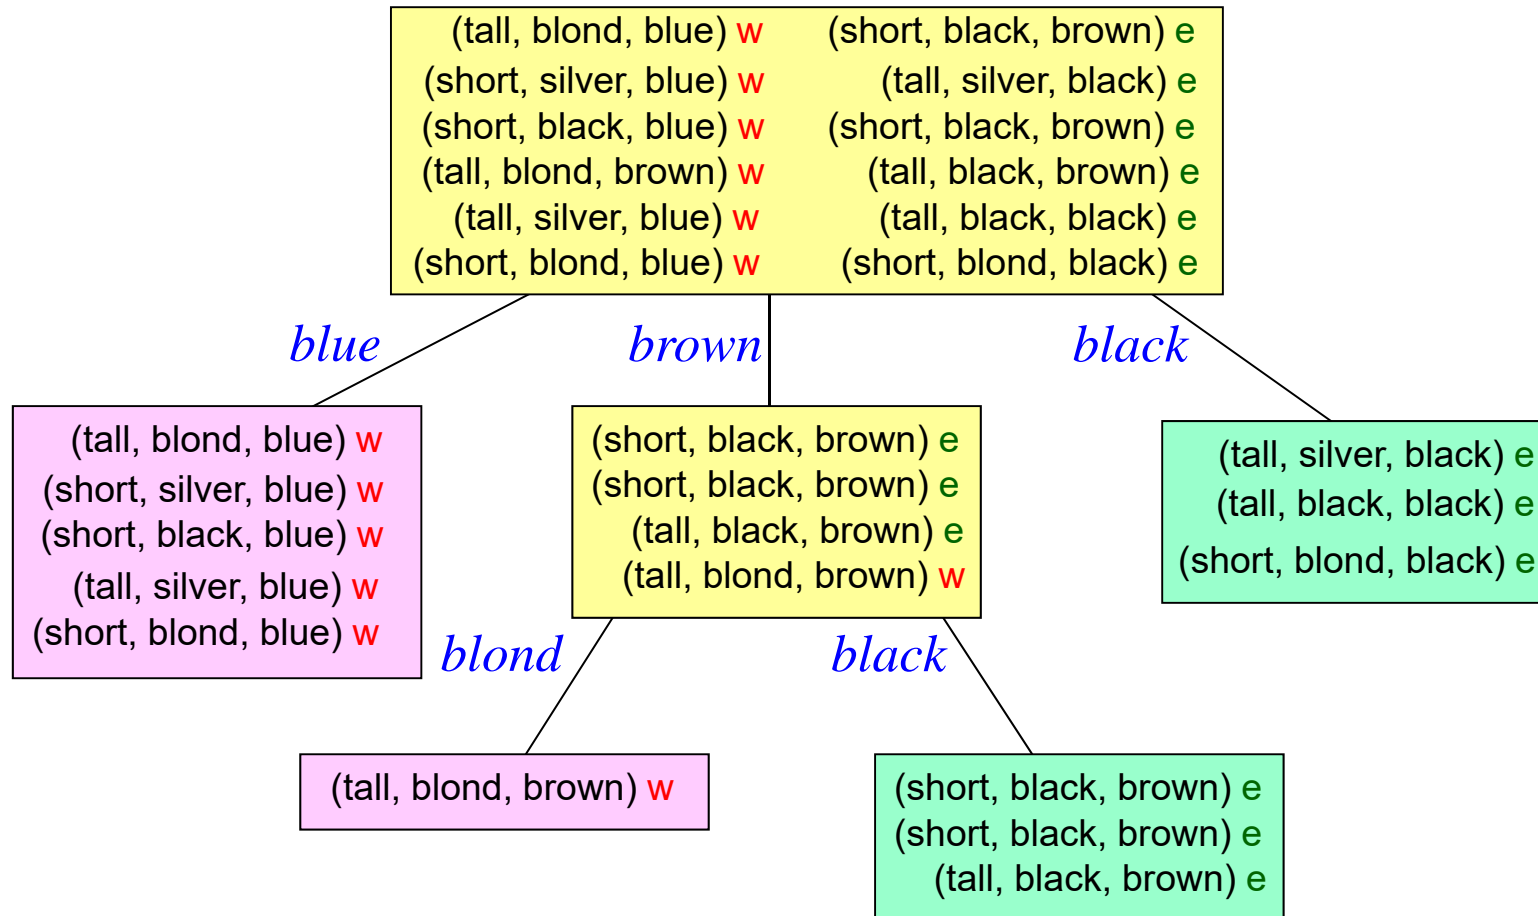 (tall, blond, blue) w (short, black, brown) e
(short, silver, blue) w (tall, silver, black) e
(short, black, blue) w (short, black, brown) e
(tall, blond, brown) w (tall, black, brown) e
(tall, silver, blue) w (tall, black, black) e
(short, blond, blue) w (short, blond, black) e
blue brown black
(tall, blond, blue) w
(short, silver, blue) w
(short, black, blue) w
(tall, silver, blue) w
(short, blond, blue) w
(short, black, brown) e
(short, black, brown) e
(tall, black, brown) e
(tall, blond, brown) w
(tall, silver, black) e
(tall, black, black) e
(short, blond, black) e
blond black
(tall, blond, brown) w
(short, black, brown) e
(short, black, brown) e
(tall, black, brown) e